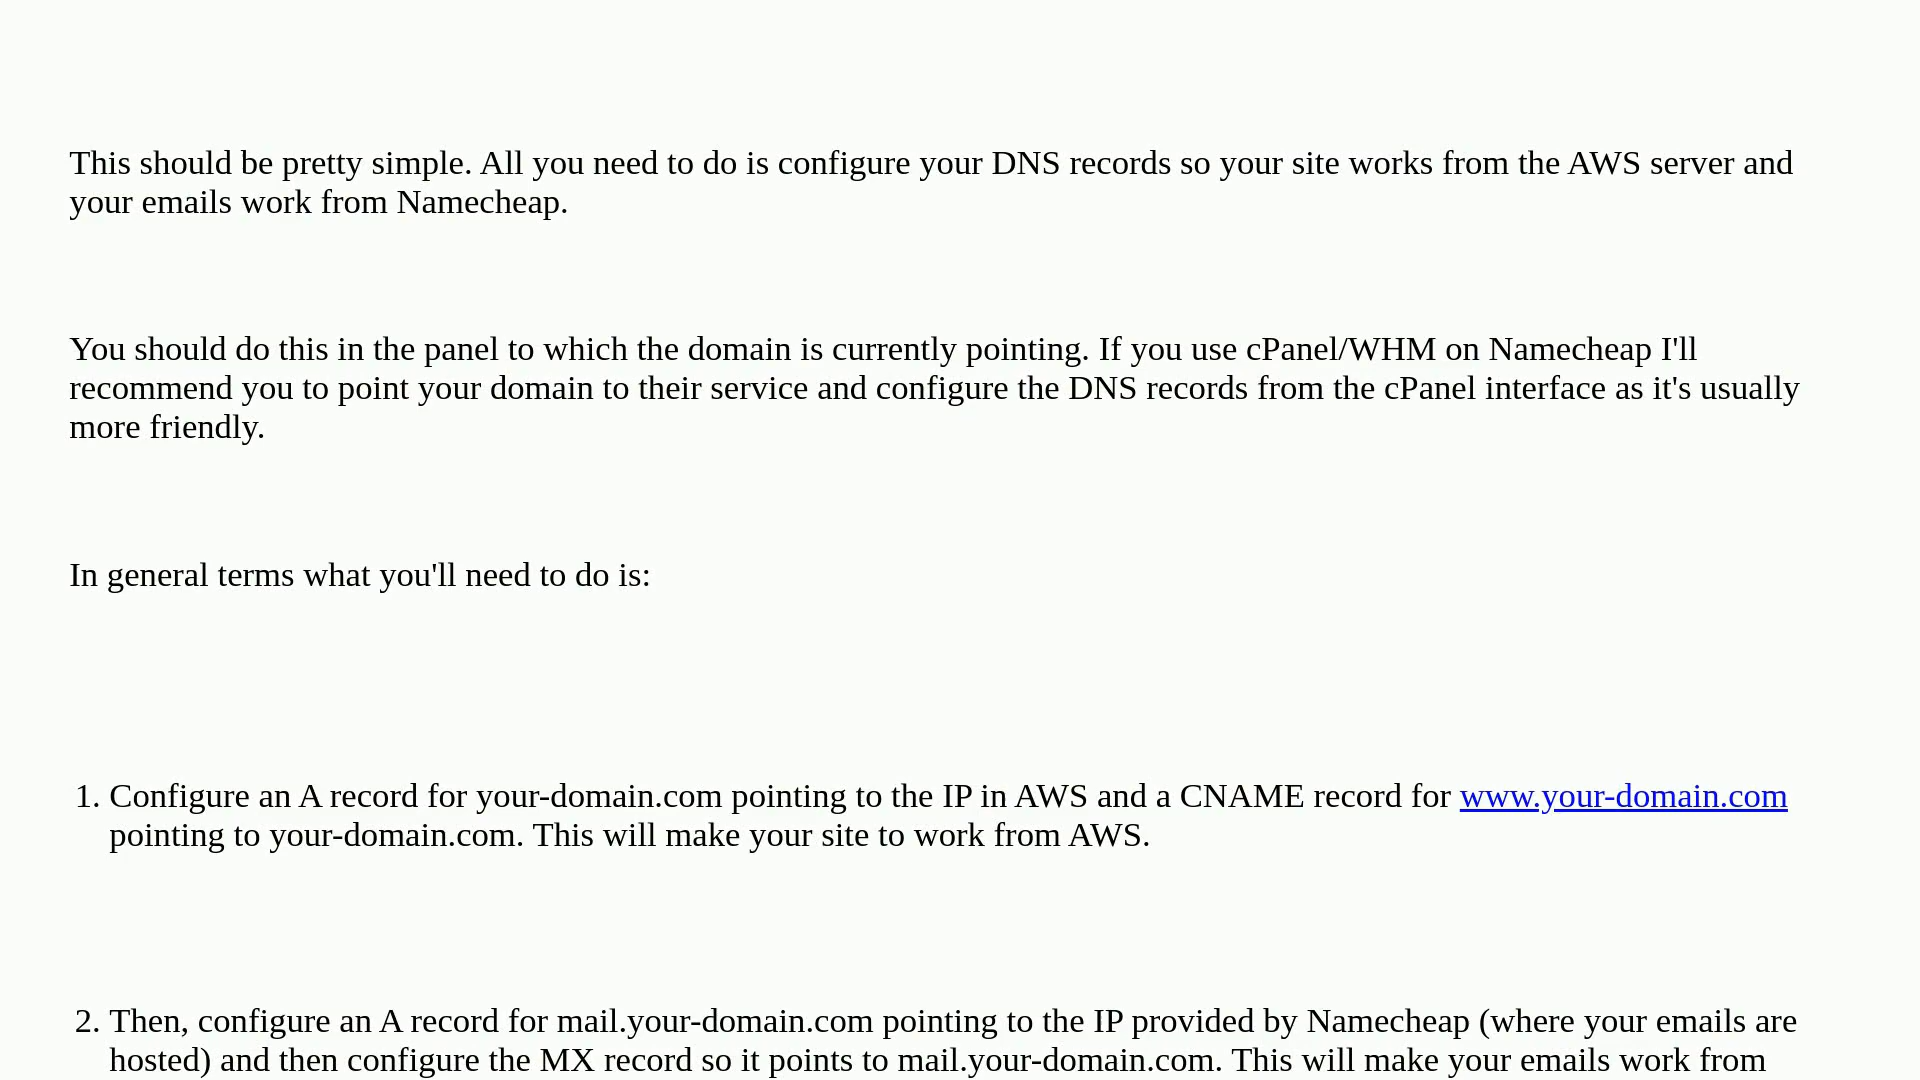 This should be pretty simple. All you need to do is configure your DNS records so your site works from the AWS server and
your emails work from Namecheap.
You should do this in the panel to which the domain is currently pointing. If you use cPanel/WHM on Namecheap I'll
recommend you to point your domain to their service and configure the DNS records from the cPanel interface as it's usually
more friendly.
In general terms what you'll need to do is:
1. Configure an A record for your-domain.com pointing to the IP in AWS and a CNAME record for www.your-domain.com
pointing to your-domain.com. This will make your site to work from AWS.
2. Then, configure an A record for mail.your-domain.com pointing to the IP provided by Namecheap (where your emails are
hosted) and then configure the MX record so it points to mail.your-domain.com. This will make your emails work from